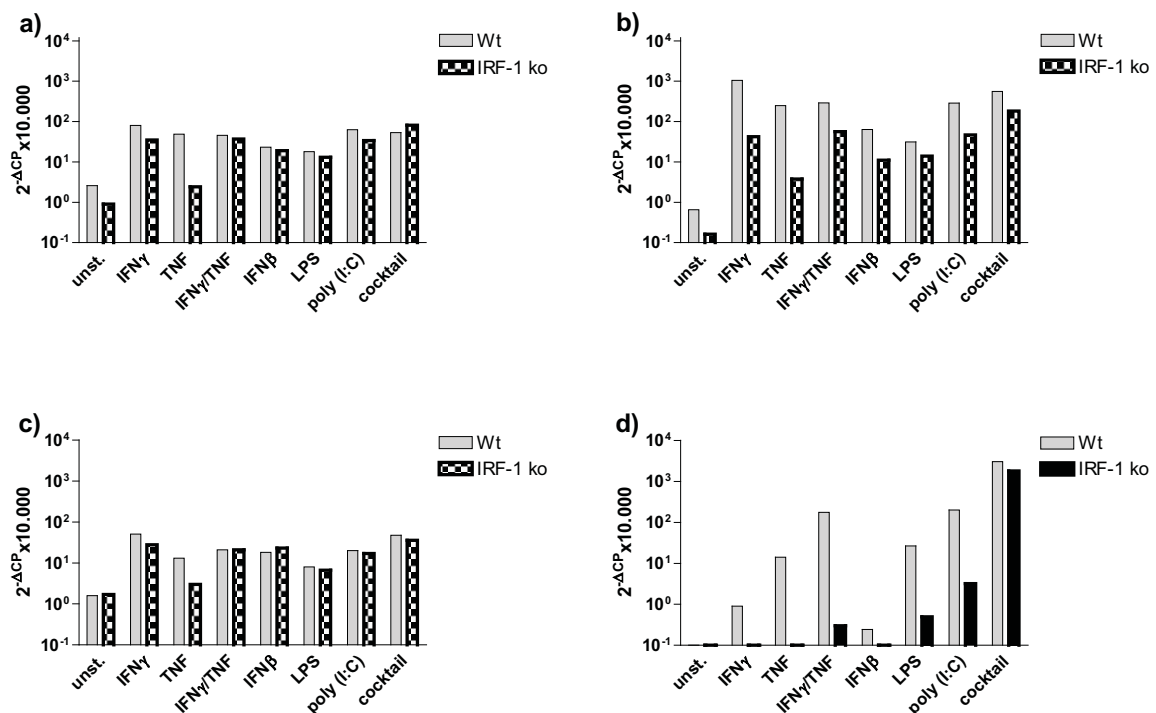 a)
Wt
IRF-1 ko
2^-ΔCP x10.000
10^4
10^3
10^2
10^1
10^0
10^-1
unst.
IFNγ
TNF
IFNγ/TNF
IFNβ
LPS
poly (I:C)
cocktail
b)
Wt
IRF-1 ko
2^-ΔCP x10.000
10^4
10^3
10^2
10^1
10^0
10^-1
unst.
IFNγ
TNF
IFNγ/TNF
IFNβ
LPS
poly (I:C)
cocktail
c)
Wt
IRF-1 ko
2^-ΔCP x10.000
10^4
10^3
10^2
10^1
10^0
10^-1
unst.
IFNγ
TNF
IFNγ/TNF
IFNβ
LPS
poly (I:C)
cocktail
d)
Wt
IRF-1 ko
2^-ΔCP x10.000
10^4
10^3
10^2
10^1
10^0
10^-1
unst.
IFNγ
TNF
IFNγ/TNF
IFNβ
LPS
poly (I:C)
cocktail